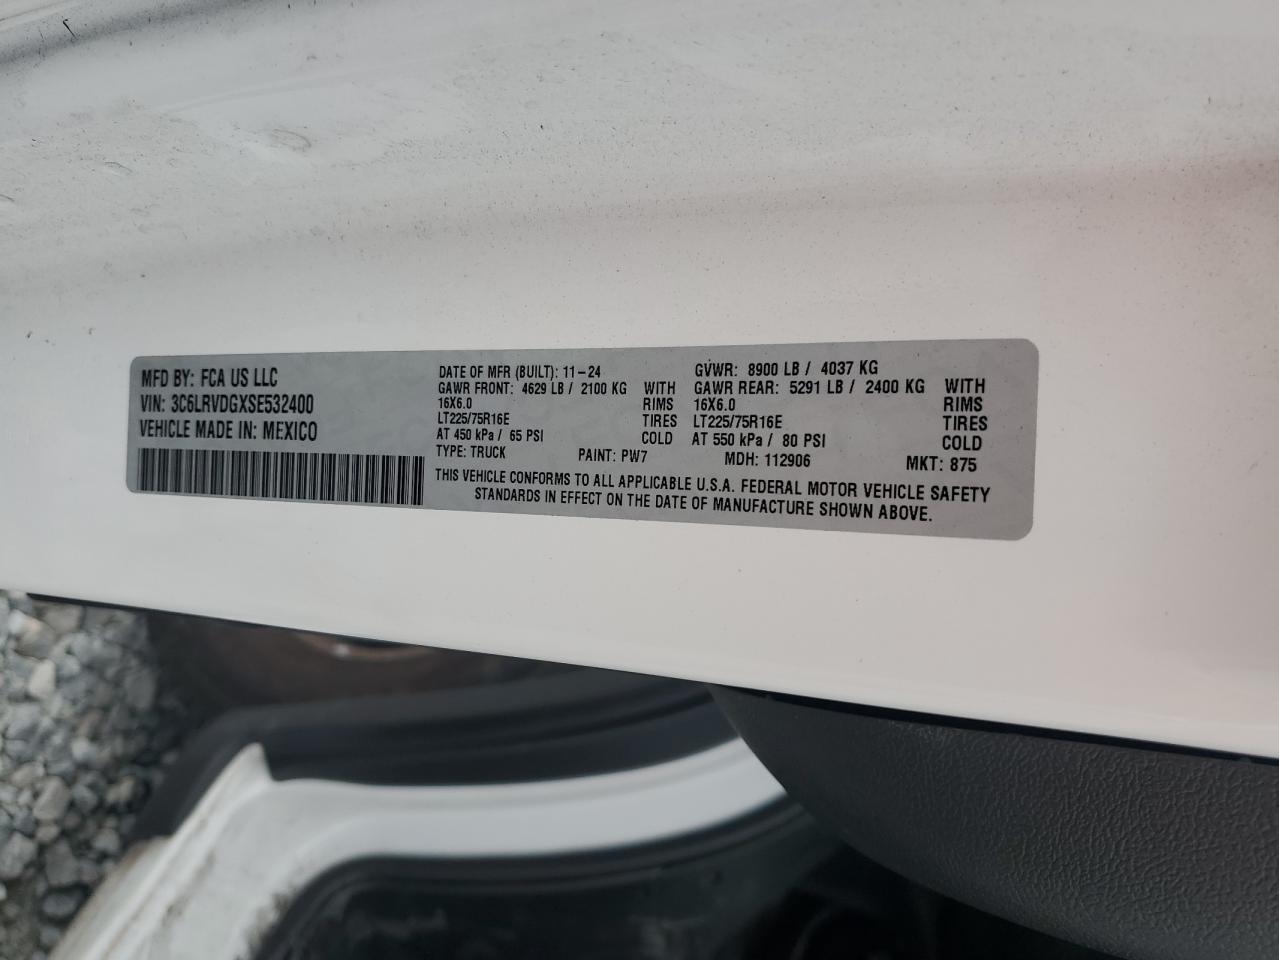 MFD BY: FCA US LLC
VIN: 3C6LRVDGXSE532400
VEHICLE MADE IN: MEXICO
DATE OF MFR (BUILT): 11-24
GAWR FRONT: 4629 LB / 2100 KG WITH
16X6.0 RIMS
LT225/75R16E TIRES
AT 450 kPa / 65 PSI COLD
GVWR: 8900 LB / 4037 KG
GAWR REAR: 5291 LB / 2400 KG WITH
16X6.0 RIMS
LT225/75R16E TIRES
AT 550 kPa / 80 PSI COLD
TYPE: TRUCK PAINT: PW7 MDH: 112906 MKT: 875
THIS VEHICLE CONFORMS TO ALL APPLICABLE U.S.A. FEDERAL MOTOR VEHICLE SAFETY
STANDARDS IN EFFECT ON THE DATE OF MANUFACTURE SHOWN ABOVE.